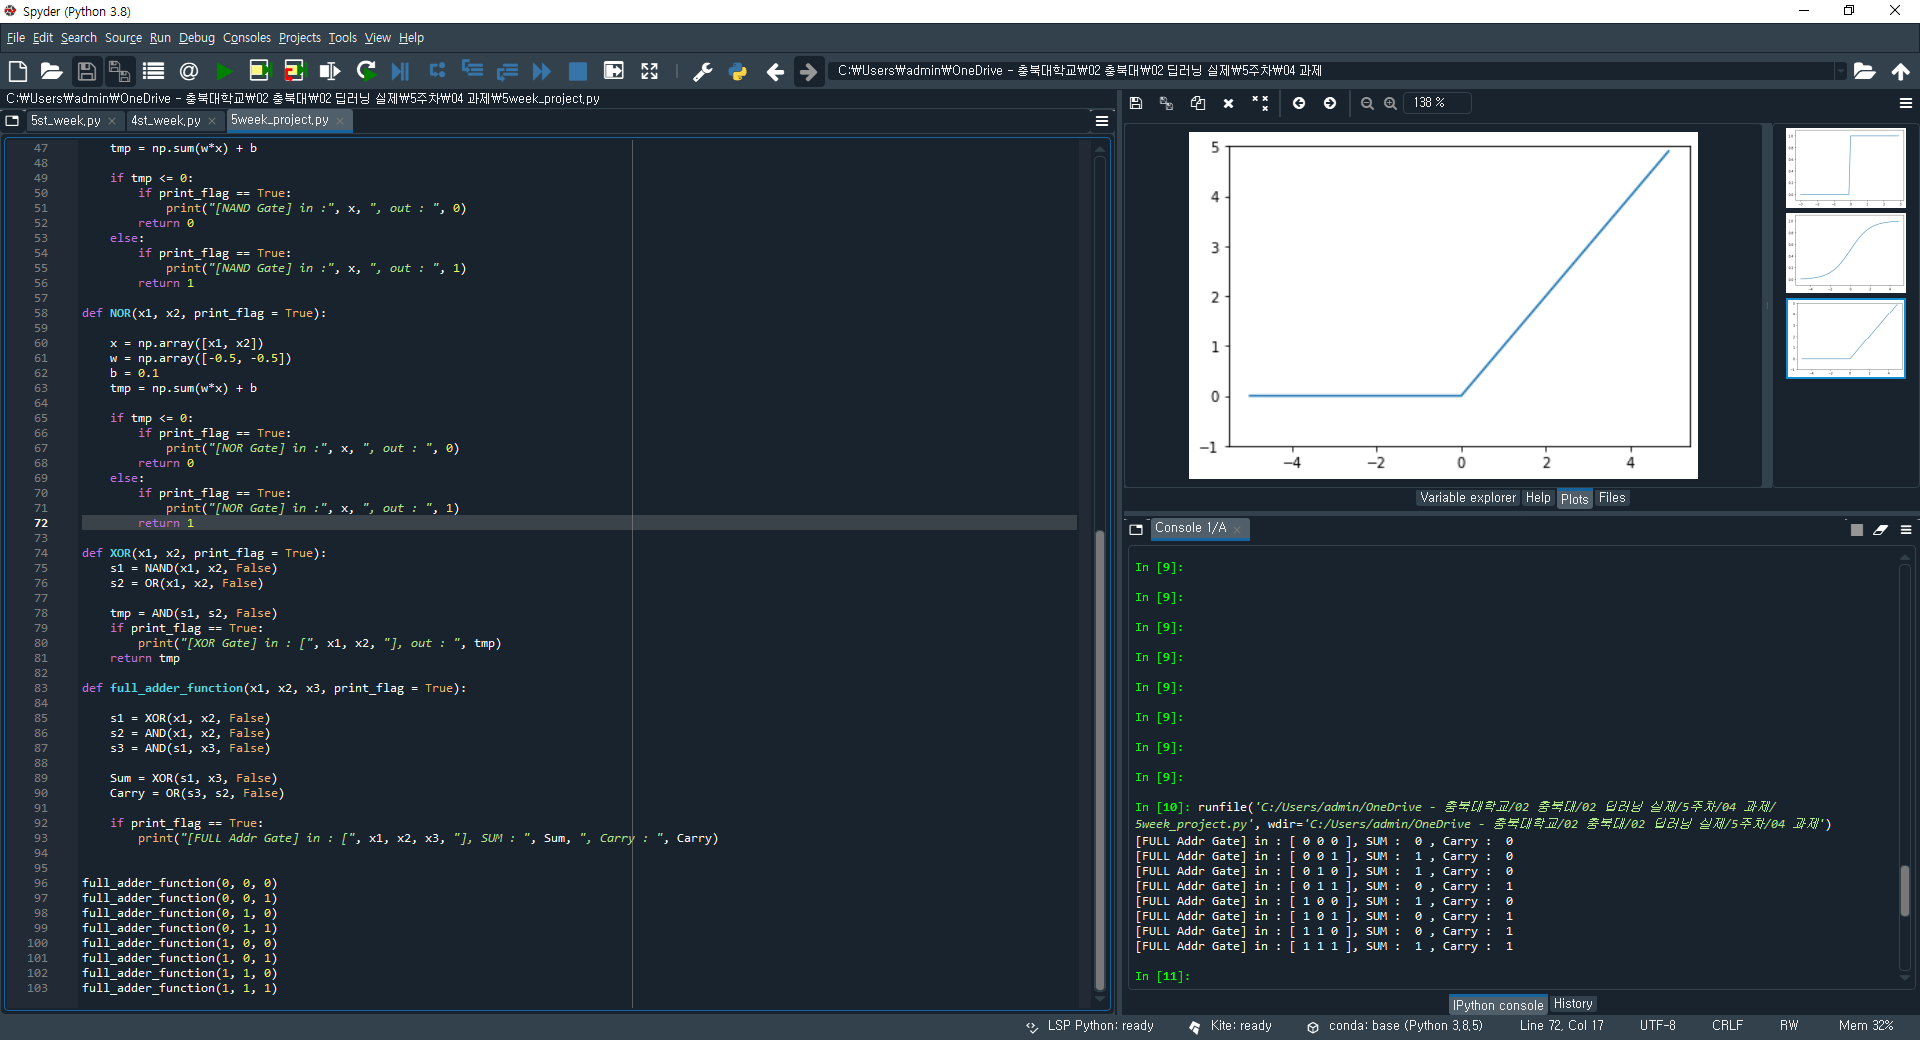 Spyder (Python 3.8)
File Edit Search Source Run Debug Consoles Projects Tools View Help
C:₩Users₩admin₩OneDrive - 충북대학교₩02 충북대₩02 딥러닝 실제₩5주차₩04 과제
C:₩Users₩admin₩OneDrive - 충북대학교₩02 충북대₩02 딥러닝 실제₩5주차₩04 과제₩5week_project.py
5st_week.py 4st_week.py 5week_project.py
47 tmp = np.sum(w*x) + b
48
49 if tmp <= 0:
50 if print_flag == True:
51 print("[NAND Gate] in :", x, ", out : ", 0)
52 return 0
53 else:
54 if print_flag == True:
55 print("[NAND Gate] in :", x, ", out : ", 1)
56 return 1
57
58 def NOR(x1, x2, print_flag = True):
59
60 x = np.array([x1, x2])
61 w = np.array([-0.5, -0.5])
62 b = 0.1
63 tmp = np.sum(w*x) + b
64
65 if tmp <= 0:
66 if print_flag == True:
67 print("[NOR Gate] in :", x, ", out : ", 0)
68 return 0
69 else:
70 if print_flag == True:
71 print("[NOR Gate] in :", x, ", out : ", 1)
72 return 1
73
74 def XOR(x1, x2, print_flag = True):
75 s1 = NAND(x1, x2, False)
76 s2 = OR(x1, x2, False)
77
78 tmp = AND(s1, s2, False)
79 if print_flag == True:
80 print("[XOR Gate] in : [", x1, x2, "], out : ", tmp)
81 return tmp
82
83 def full_adder_function(x1, x2, x3, print_flag = True):
84
85 s1 = XOR(x1, x2, False)
86 s2 = AND(x1, x2, False)
87 s3 = AND(s1, x3, False)
88
89 Sum = XOR(s1, x3, False)
90 Carry = OR(s3, s2, False)
91
92 if print_flag == True:
93 print("[FULL Addr Gate] in : [", x1, x2, x3, "], SUM : ", Sum, ", Carry : ", Carry)
94
95
96 full_adder_function(0, 0, 0)
97 full_adder_function(0, 0, 1)
98 full_adder_function(0, 1, 0)
99 full_adder_function(0, 1, 1)
100 full_adder_function(1, 0, 0)
101 full_adder_function(1, 0, 1)
102 full_adder_function(1, 1, 0)
103 full_adder_function(1, 1, 1)
138 %
5
4
3
2
1
0
−1
−4 −2 0 2 4
Variable explorer Help Plots Files
Console 1/A
In [9]:
In [9]:
In [9]:
In [9]:
In [9]:
In [9]:
In [9]:
In [9]:
In [10]: runfile('C:/Users/admin/OneDrive - 충북대학교/02 충북대/02 딥러닝 실제/5주차/04 과제/
5week_project.py', wdir='C:/Users/admin/OneDrive - 충북대학교/02 충북대/02 딥러닝 실제/5주차/04 과제')
[FULL Addr Gate] in : [ 0 0 0 ], SUM :  0 , Carry :  0
[FULL Addr Gate] in : [ 0 0 1 ], SUM :  1 , Carry :  0
[FULL Addr Gate] in : [ 0 1 0 ], SUM :  1 , Carry :  0
[FULL Addr Gate] in : [ 0 1 1 ], SUM :  0 , Carry :  1
[FULL Addr Gate] in : [ 1 0 0 ], SUM :  1 , Carry :  0
[FULL Addr Gate] in : [ 1 0 1 ], SUM :  0 , Carry :  1
[FULL Addr Gate] in : [ 1 1 0 ], SUM :  0 , Carry :  1
[FULL Addr Gate] in : [ 1 1 1 ], SUM :  1 , Carry :  1
In [11]:
IPython console History
LSP Python: ready Kite: ready conda: base (Python 3.8.5) Line 72, Col 17 UTF-8 CRLF RW Mem 32%